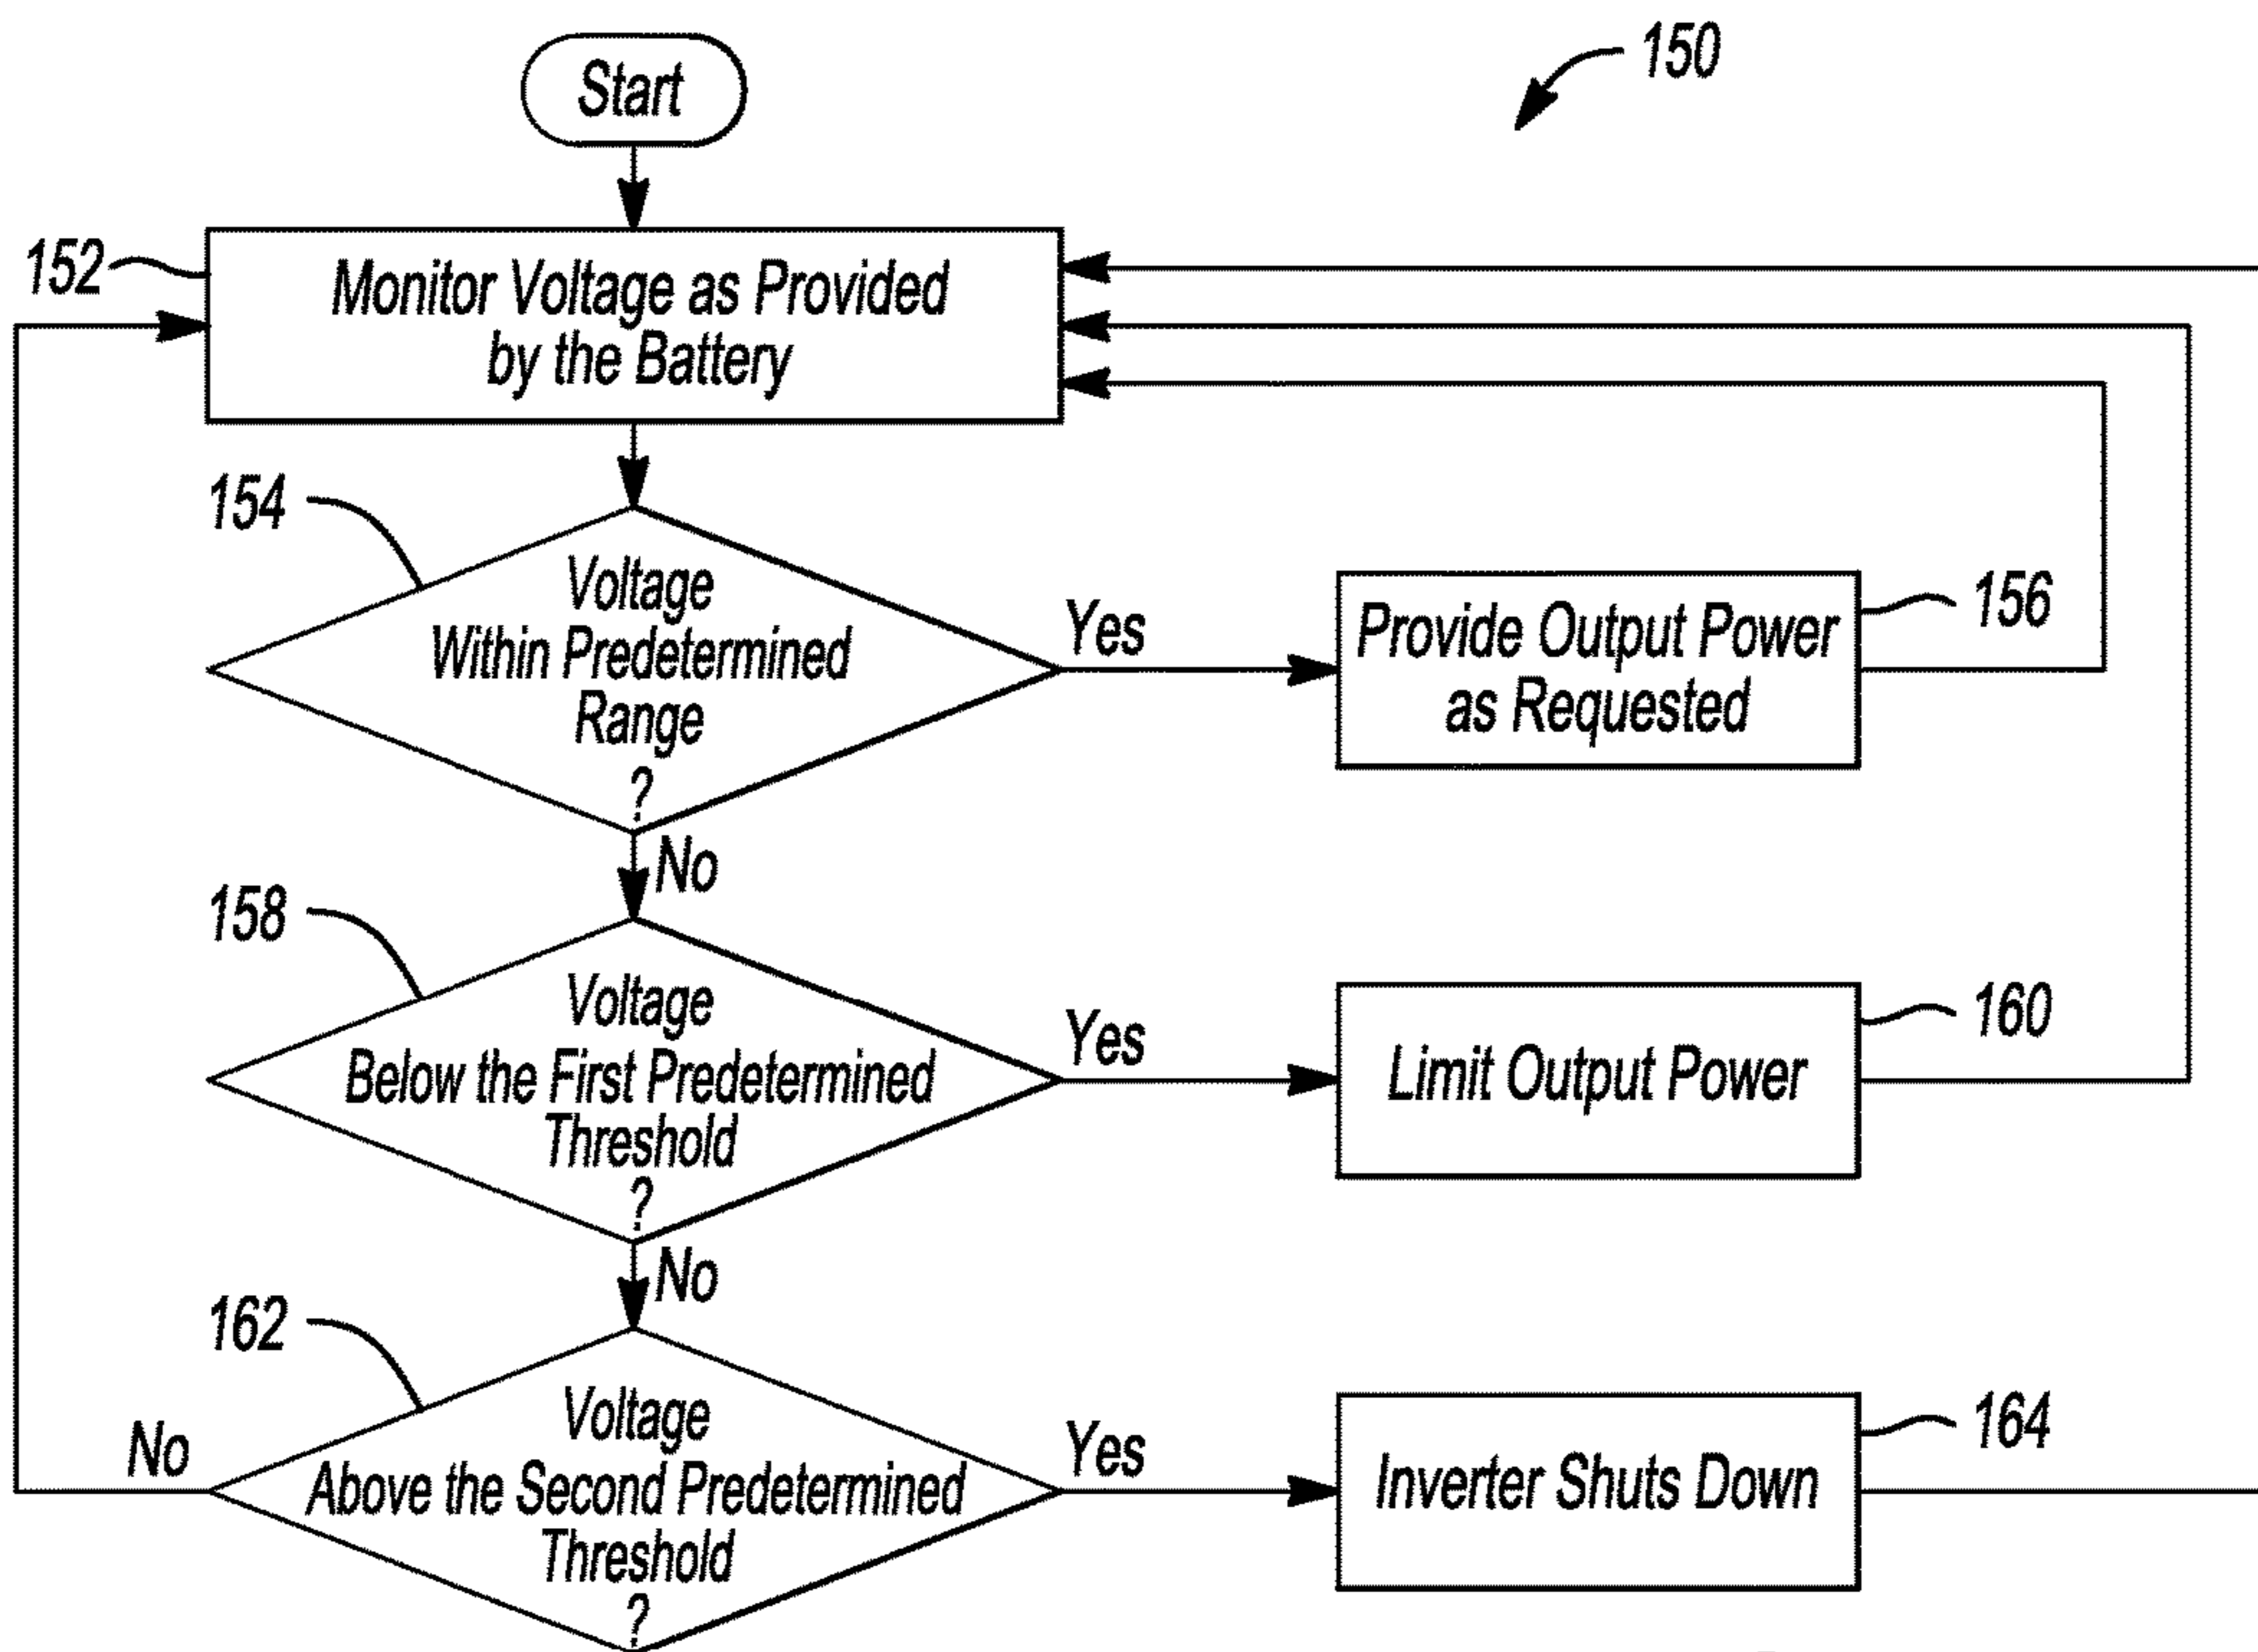 Start
150
152
Monitor Voltage as Provided
by the Battery
154
Voltage
Within Predetermined
Range
?
Yes
Provide Output Power
as Requested
156
No
158
Voltage
Below the First Predetermined
Threshold
?
Yes
Limit Output Power
160
No
162
Voltage
Above the Second Predetermined
Threshold
?
No
Yes
Inverter Shuts Down
164